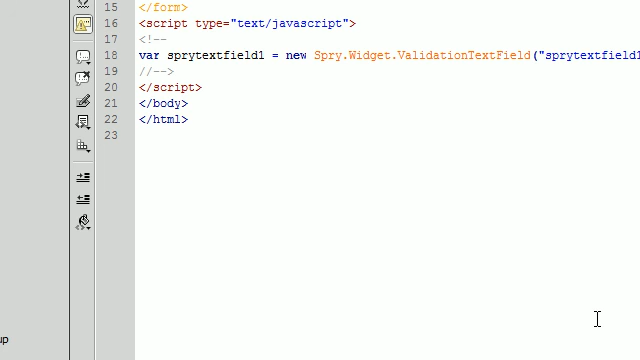 15 </form>
16 <script type="text/javascript">
17 <!--
18 var sprytextfield1 = new Spry.Widget.ValidationTextField("sprytextfield1
19 //-->
20 </script>
21 </body>
22 </html>
23
up